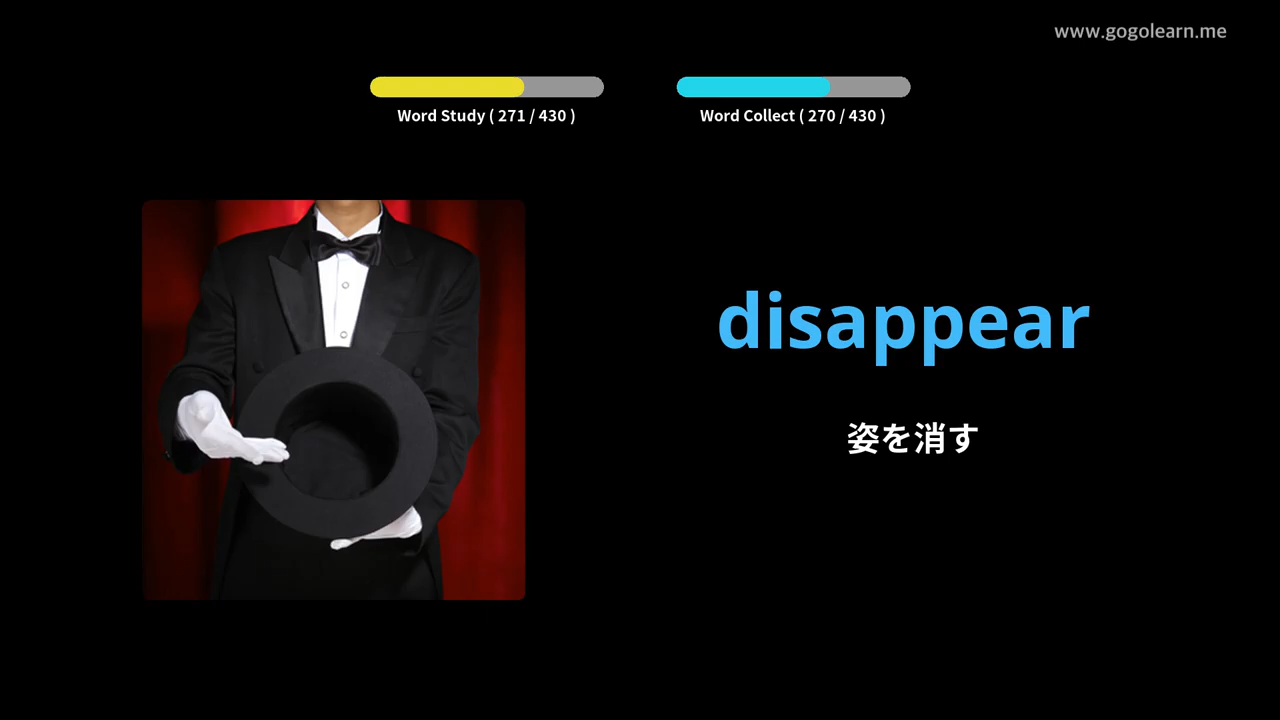 www.gogolearn.me
Word Study ( 271 / 430 )
Word Collect ( 270 / 430 )
disappear
姿を消す